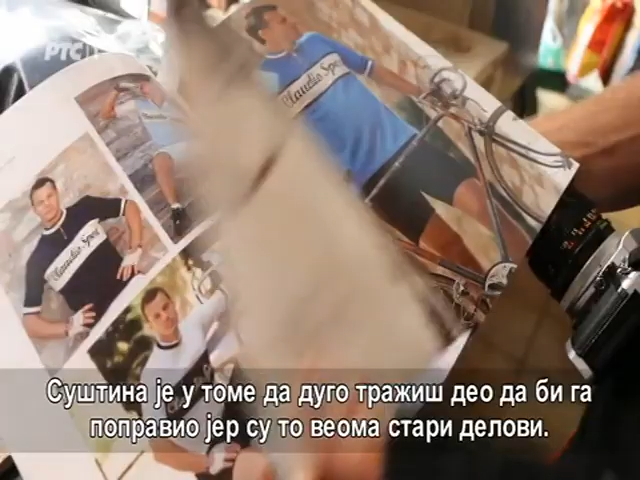 РТС
Claudio Sport
Claudio Sport
Суштина је у томе да дуго тражиш део да би га
поправио јер су то веома стари делови.